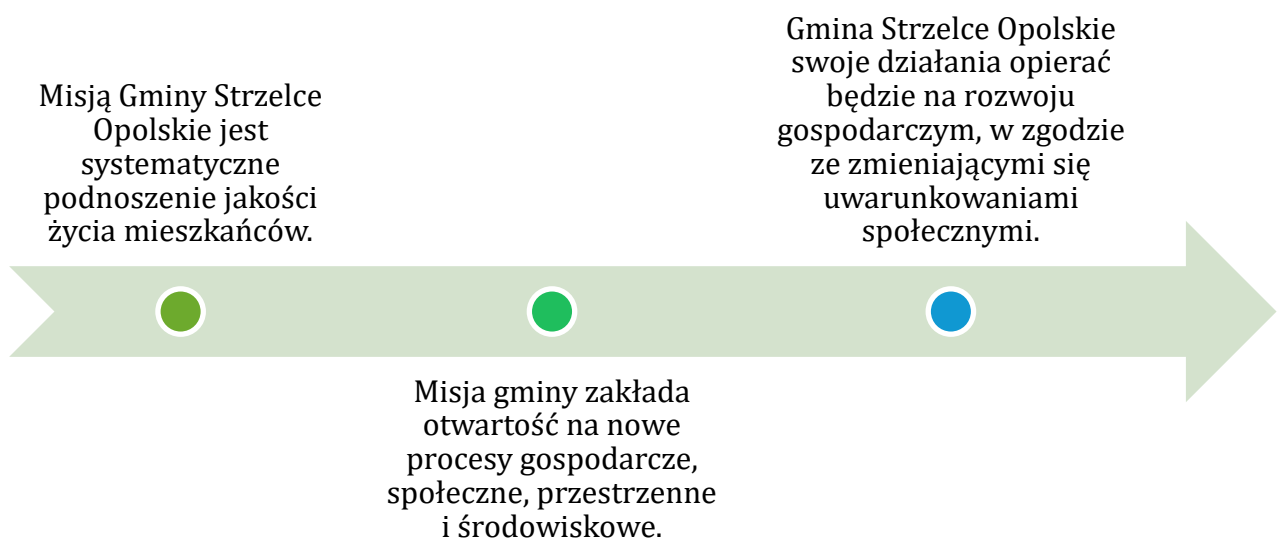 Misją Gminy Strzelce
Opolskie jest
systematyczne
podnoszenie jakości
życia mieszkańców.
Misja gminy zakłada
otwartość na nowe
procesy gospodarcze,
społeczne, przestrzenne
i środowiskowe.
Gmina Strzelce Opolskie
swoje działania opierać
będzie na rozwoju
gospodarczym, w zgodzie
ze zmieniającymi się
uwarunkowaniami
społecznymi.